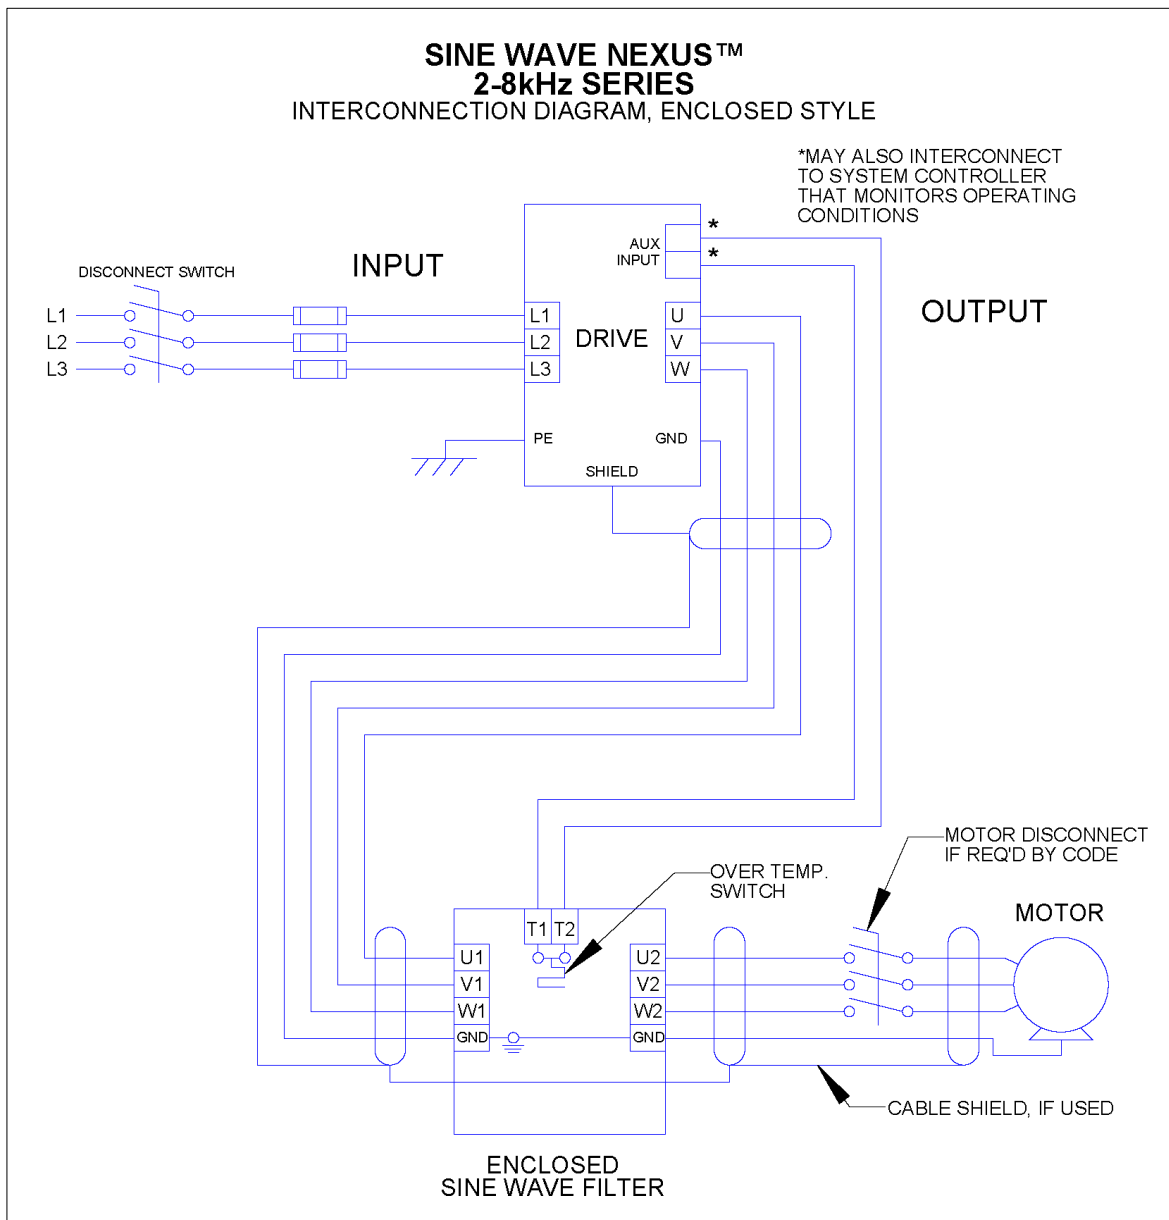 SINE WAVE NEXUS™
2-8kHz SERIES
INTERCONNECTION DIAGRAM, ENCLOSED STYLE
*MAY ALSO INTERCONNECT
TO SYSTEM CONTROLLER
THAT MONITORS OPERATING
CONDITIONS
*
AUX
INPUT
*
DISCONNECT SWITCH
INPUT
OUTPUT
L1
L2
L3
L1
L2
L3
DRIVE
U
V
W
PE
GND
SHIELD
MOTOR DISCONNECT
IF REQ'D BY CODE
OVER TEMP.
SWITCH
MOTOR
T1
T2
U1
V1
W1
GND
U2
V2
W2
GND
CABLE SHIELD, IF USED
ENCLOSED
SINE WAVE FILTER